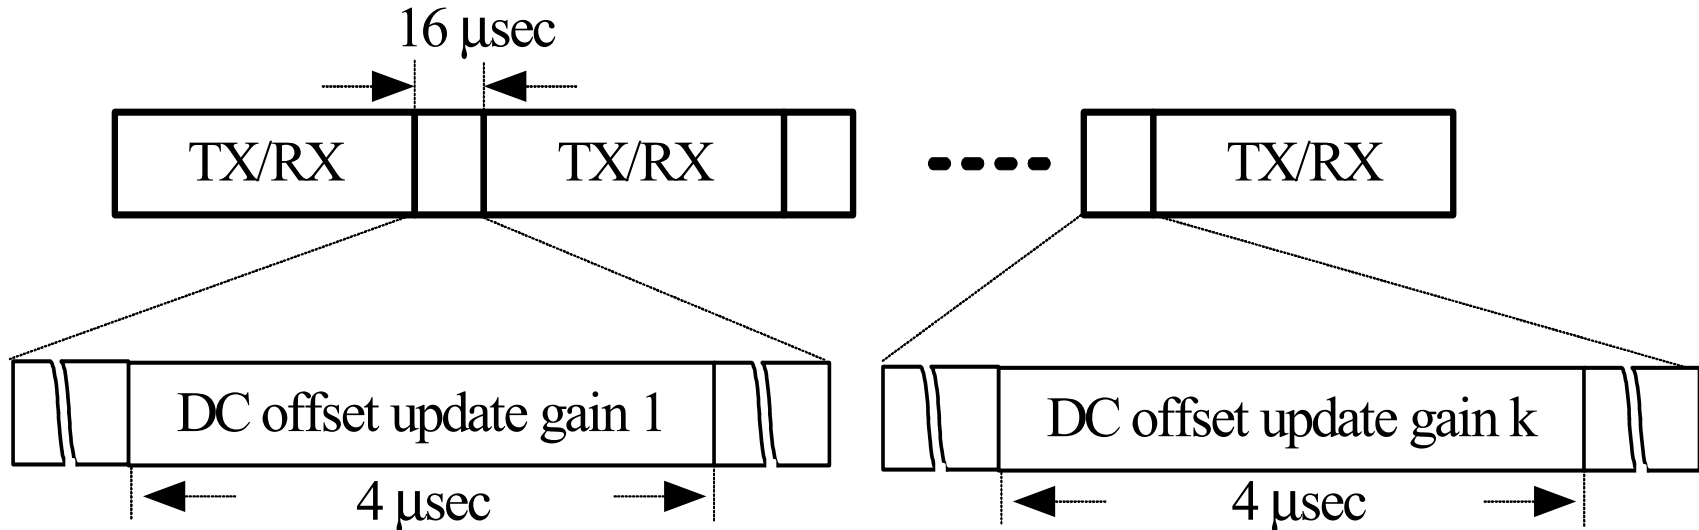 16 μsec
TX/RX
TX/RX
TX/RX
DC offset update gain 1
DC offset update gain k
4 μsec
4 μsec